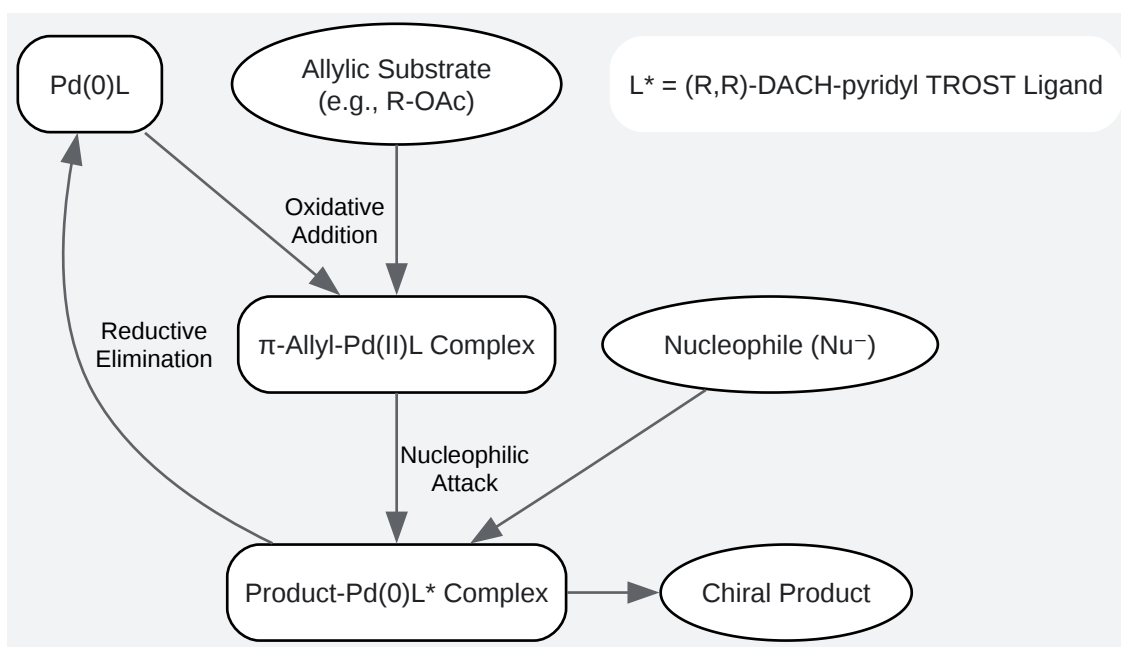 Pd(0)L
Allylic Substrate
(e.g., R-OAc)
L* = (R,R)-DACH-pyridyl TROST Ligand
Oxidative
Addition
Reductive
Elimination
π-Allyl-Pd(II)L Complex
Nucleophile (Nu⁻)
Nucleophilic
Attack
Product-Pd(0)L* Complex
Chiral Product